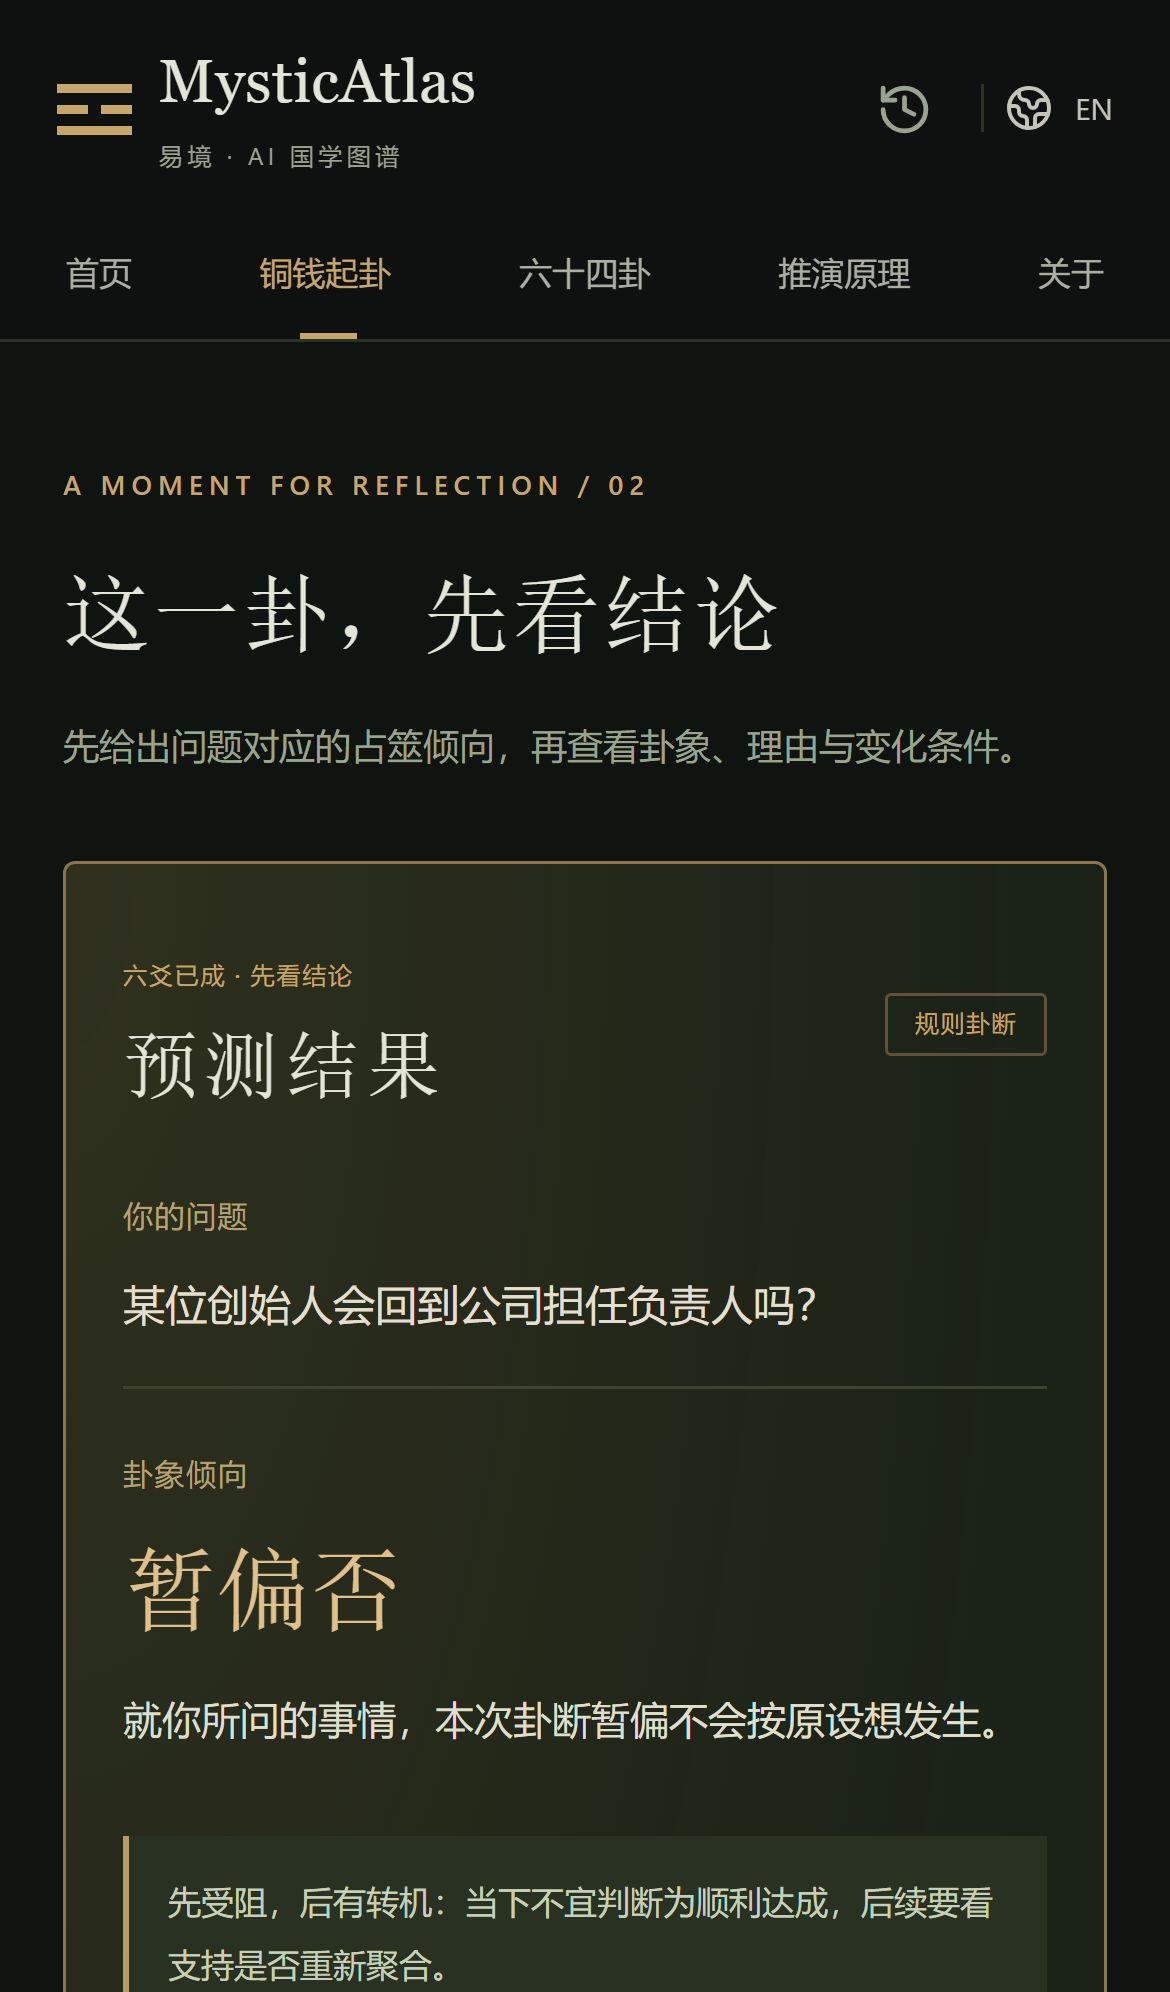 MysticAtlas
易境 · AI 国学图谱
EN
首页 铜钱起卦 六十四卦 推演原理 关于
A MOMENT FOR REFLECTION / 02
这一卦，先看结论
先给出问题对应的占筮倾向，再查看卦象、理由与变化条件。
六爻已成 · 先看结论
规则卦断
预测结果
你的问题
某位创始人会回到公司担任负责人吗？
卦象倾向
暂偏否
就你所问的事情，本次卦断暂偏不会按原设想发生。
先受阻，后有转机：当下不宜判断为顺利达成，后续要看
支持是否重新聚合。